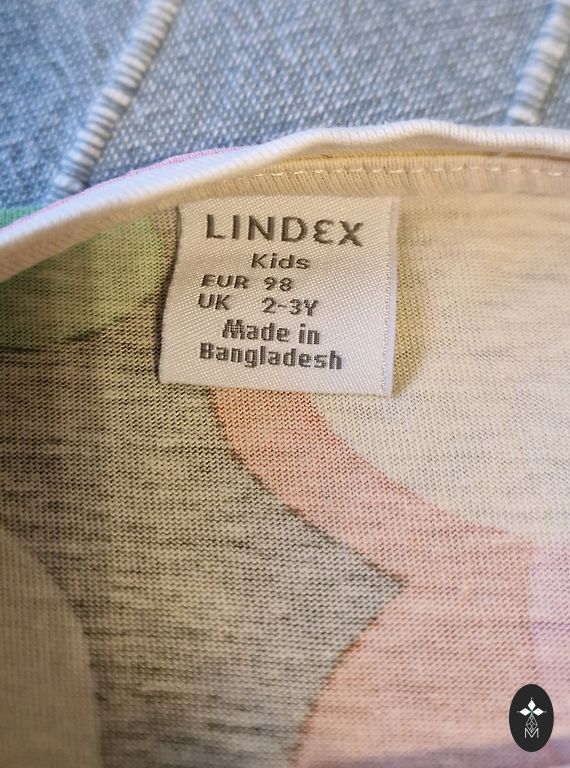 LINDEX
Kids
EUR 98
UK 2-3Y
Made in
Bangladesh
M